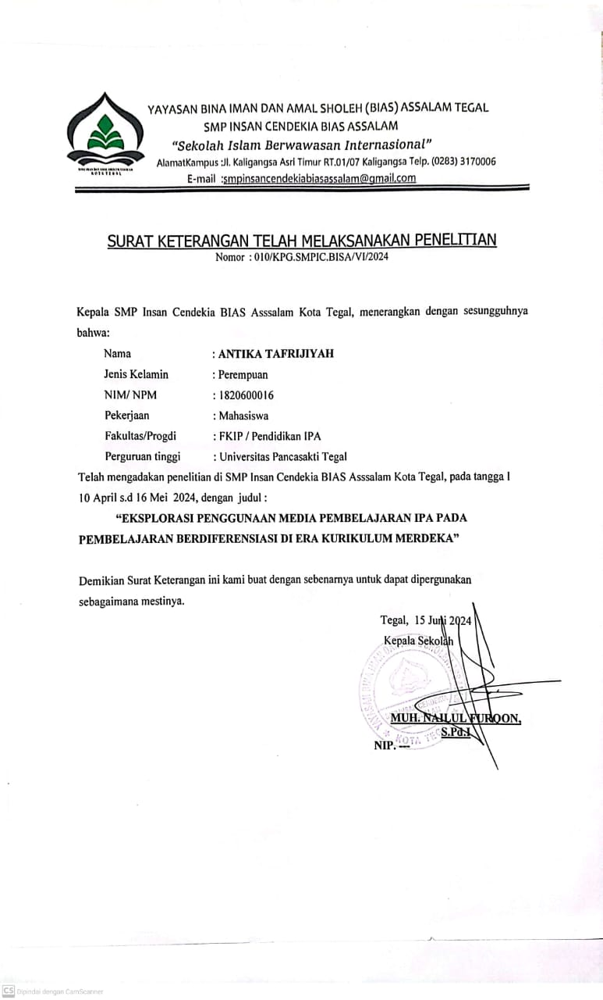 YAYASAN BINA IMAN DAN AMAL SHOLEH (BIAS) ASSALAM TEGAL
SMP INSAN CENDEKIA BIAS ASSALAM
“Sekolah Islam Berwawasan Internasional”
AlamatKampus :Jl. Kaligangsa Asri Timur RT.01/07 Kaligangsa Telp. (0283) 3170006
E-mail :smpinsancendekiabiasassalam@gmail.com
KOTA TEGAL
SURAT KETERANGAN TELAH MELAKSANAKAN PENELITIAN
Nomor : 010/KPG.SMPIC.BISA/VI/2024
Kepala SMP Insan Cendekia BIAS Asssalam Kota Tegal, menerangkan dengan sesungguhnya
bahwa:
Nama : ANTIKA TAFRIJIYAH
Jenis Kelamin : Perempuan
NIM/ NPM : 1820600016
Pekerjaan : Mahasiswa
Fakultas/Progdi : FKIP / Pendidikan IPA
Perguruan tinggi : Universitas Pancasakti Tegal
Telah mengadakan penelitian di SMP Insan Cendekia BIAS Asssalam Kota Tegal, pada tangga l
10 April s.d 16 Mei 2024, dengan judul :
“EKSPLORASI PENGGUNAAN MEDIA PEMBELAJARAN IPA PADA
PEMBELAJARAN BERDIFERENSIASI DI ERA KURIKULUM MERDEKA”
Demikian Surat Keterangan ini kami buat dengan sebenarnya untuk dapat dipergunakan
sebagaimana mestinya.
Tegal, 15 Juni 2024
Kepala Sekolah
MUH. NAILUL FUROON,
S.Pd.I
NIP. ---
CS Dipindai dengan CamScanner